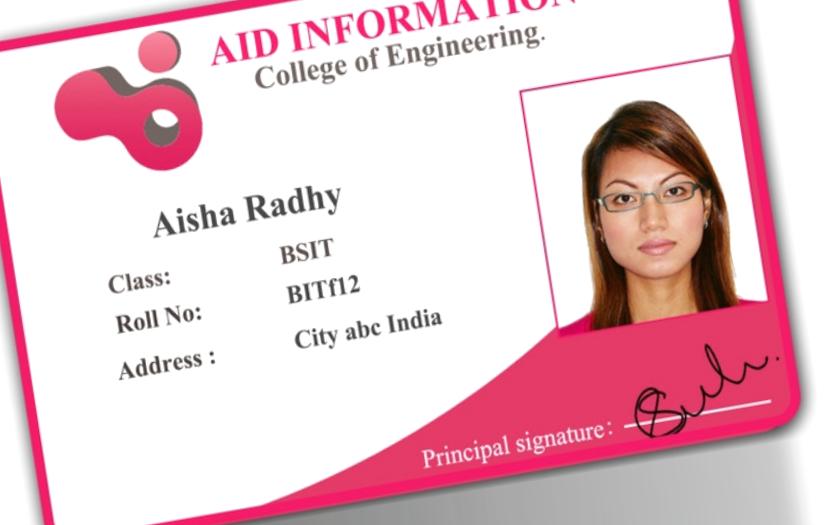 AID INFORMATION
College of Engineering.
Aisha Radhy
Class: BSIT
Roll No: BITf12
Address : City abc India
Principal signature: